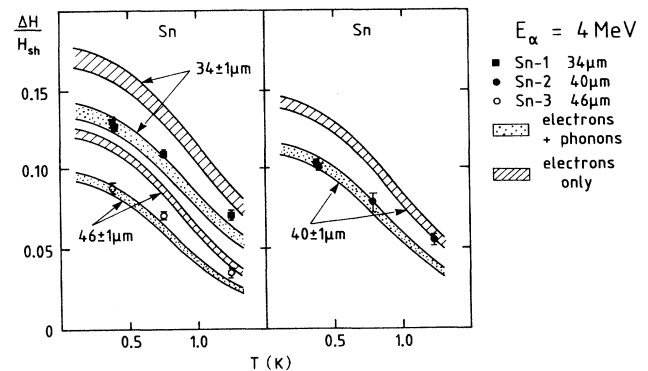 ΔH
H_sh
Sn
Sn
E_α = 4 MeV
Sn-1 34µm
Sn-2 40µm
Sn-3 46µm
electrons
+ phonons
electrons
only
34±1µm
46±1µm
40±1µm
0.15
0.10
0.05
0
0.5
1.0
0.5
1.0
T (K)